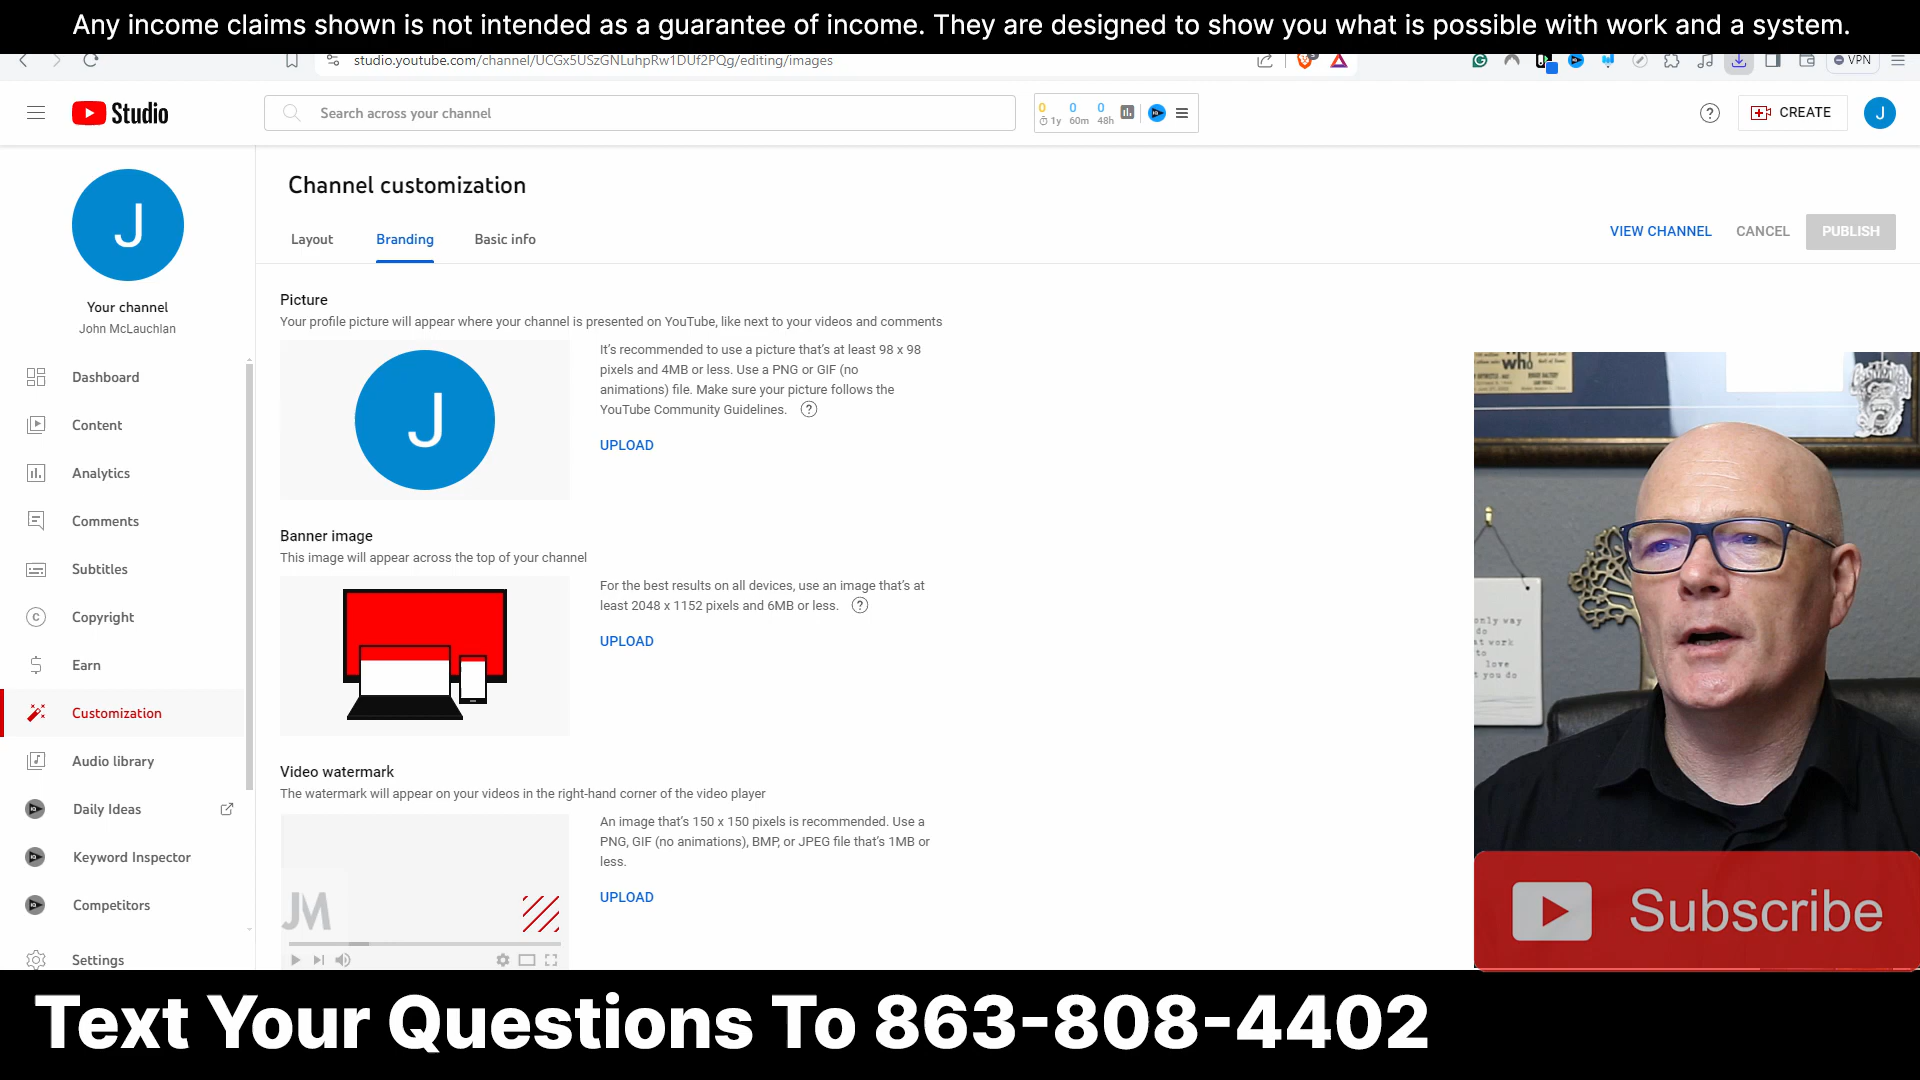 Any income claims shown is not intended as a guarantee of income. They are designed to show you what is possible with work and a system.
studio.youtube.com/channel/UCGx5USzGNLuhpRw1DUf2PQg/editing/images
VPN
Studio
Search across your channel
0 0 0
1y 60m 48h
CREATE
J
J
Your channel
John McLauchlan
Dashboard
Content
Analytics
Comments
Subtitles
Copyright
Earn
Customization
Audio library
Daily Ideas
Keyword Inspector
Competitors
Settings
Channel customization
Layout Branding Basic info
VIEW CHANNEL CANCEL PUBLISH
Picture
Your profile picture will appear where your channel is presented on YouTube, like next to your videos and comments
J
It's recommended to use a picture that's at least 98 x 98
pixels and 4MB or less. Use a PNG or GIF (no
animations) file. Make sure your picture follows the
YouTube Community Guidelines.
UPLOAD
Banner image
This image will appear across the top of your channel
For the best results on all devices, use an image that's at
least 2048 x 1152 pixels and 6MB or less.
UPLOAD
Video watermark
The watermark will appear on your videos in the right-hand corner of the video player
JM
An image that's 150 x 150 pixels is recommended. Use a
PNG, GIF (no animations), BMP, or JPEG file that's 1MB or
less.
UPLOAD
who
only way
do
work
to
love
you do
Subscribe
Text Your Questions To 863-808-4402